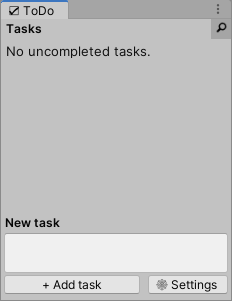 ToDo
Tasks
No uncompleted tasks.
New task
+ Add task
Settings